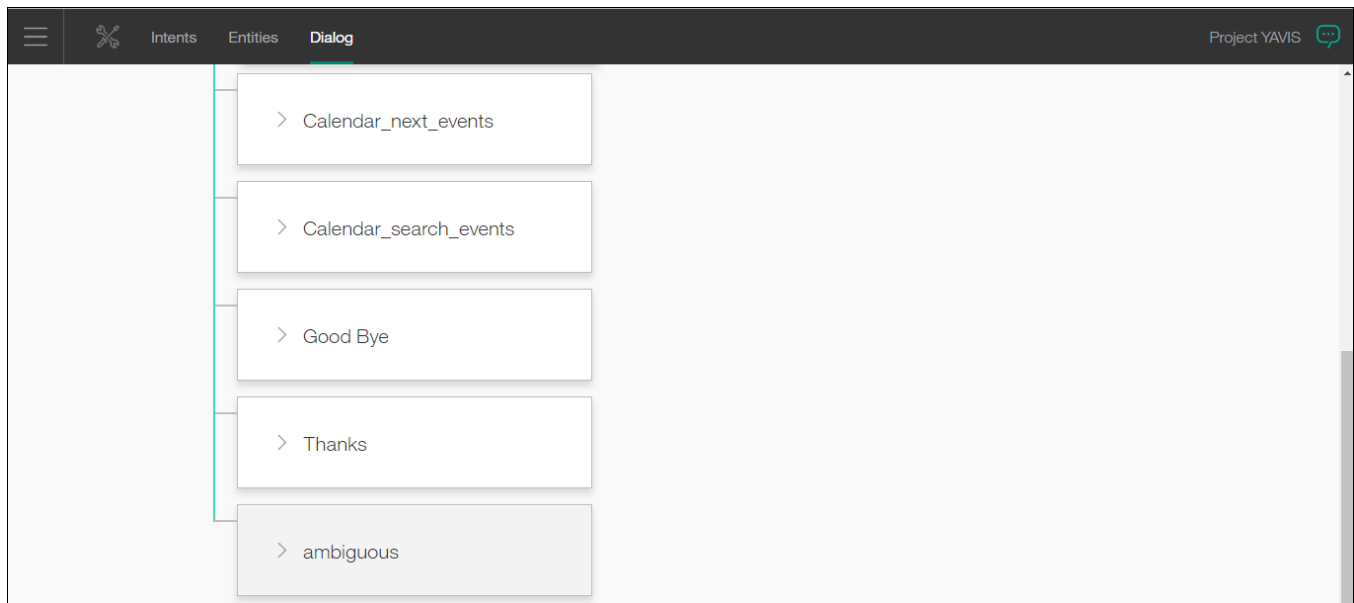 Intents Entities Dialog Project YAVIS
Calendar_next_events
Calendar_search_events
Good Bye
Thanks
ambiguous